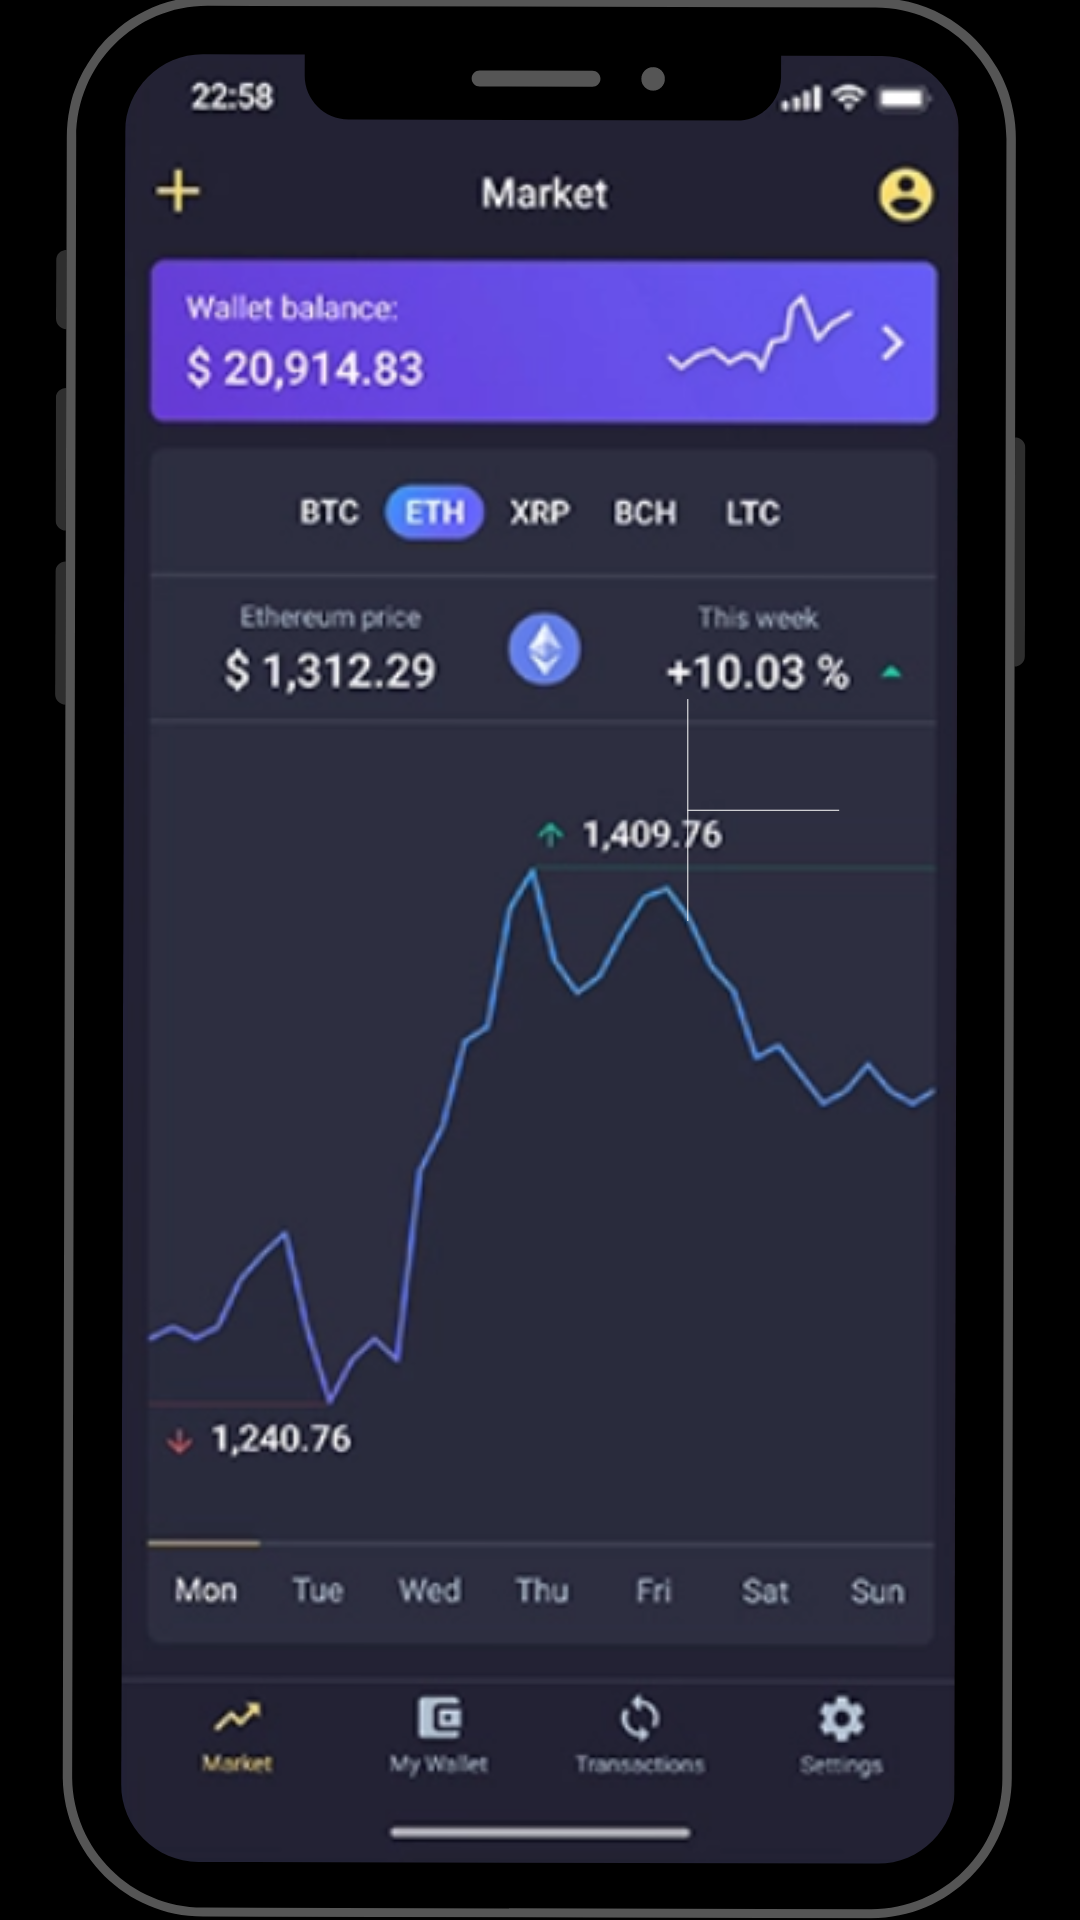 22:58
Market
Wallet balance:
$ 20,914.83
BTC ETH XRP BCH LTC
Ethereum price
$ 1,312.29
This week
+10.03 %
1,409.76
1,240.76
Mon Tue Wed Thu Fri Sat Sun
Market My Wallet Transactions Settings